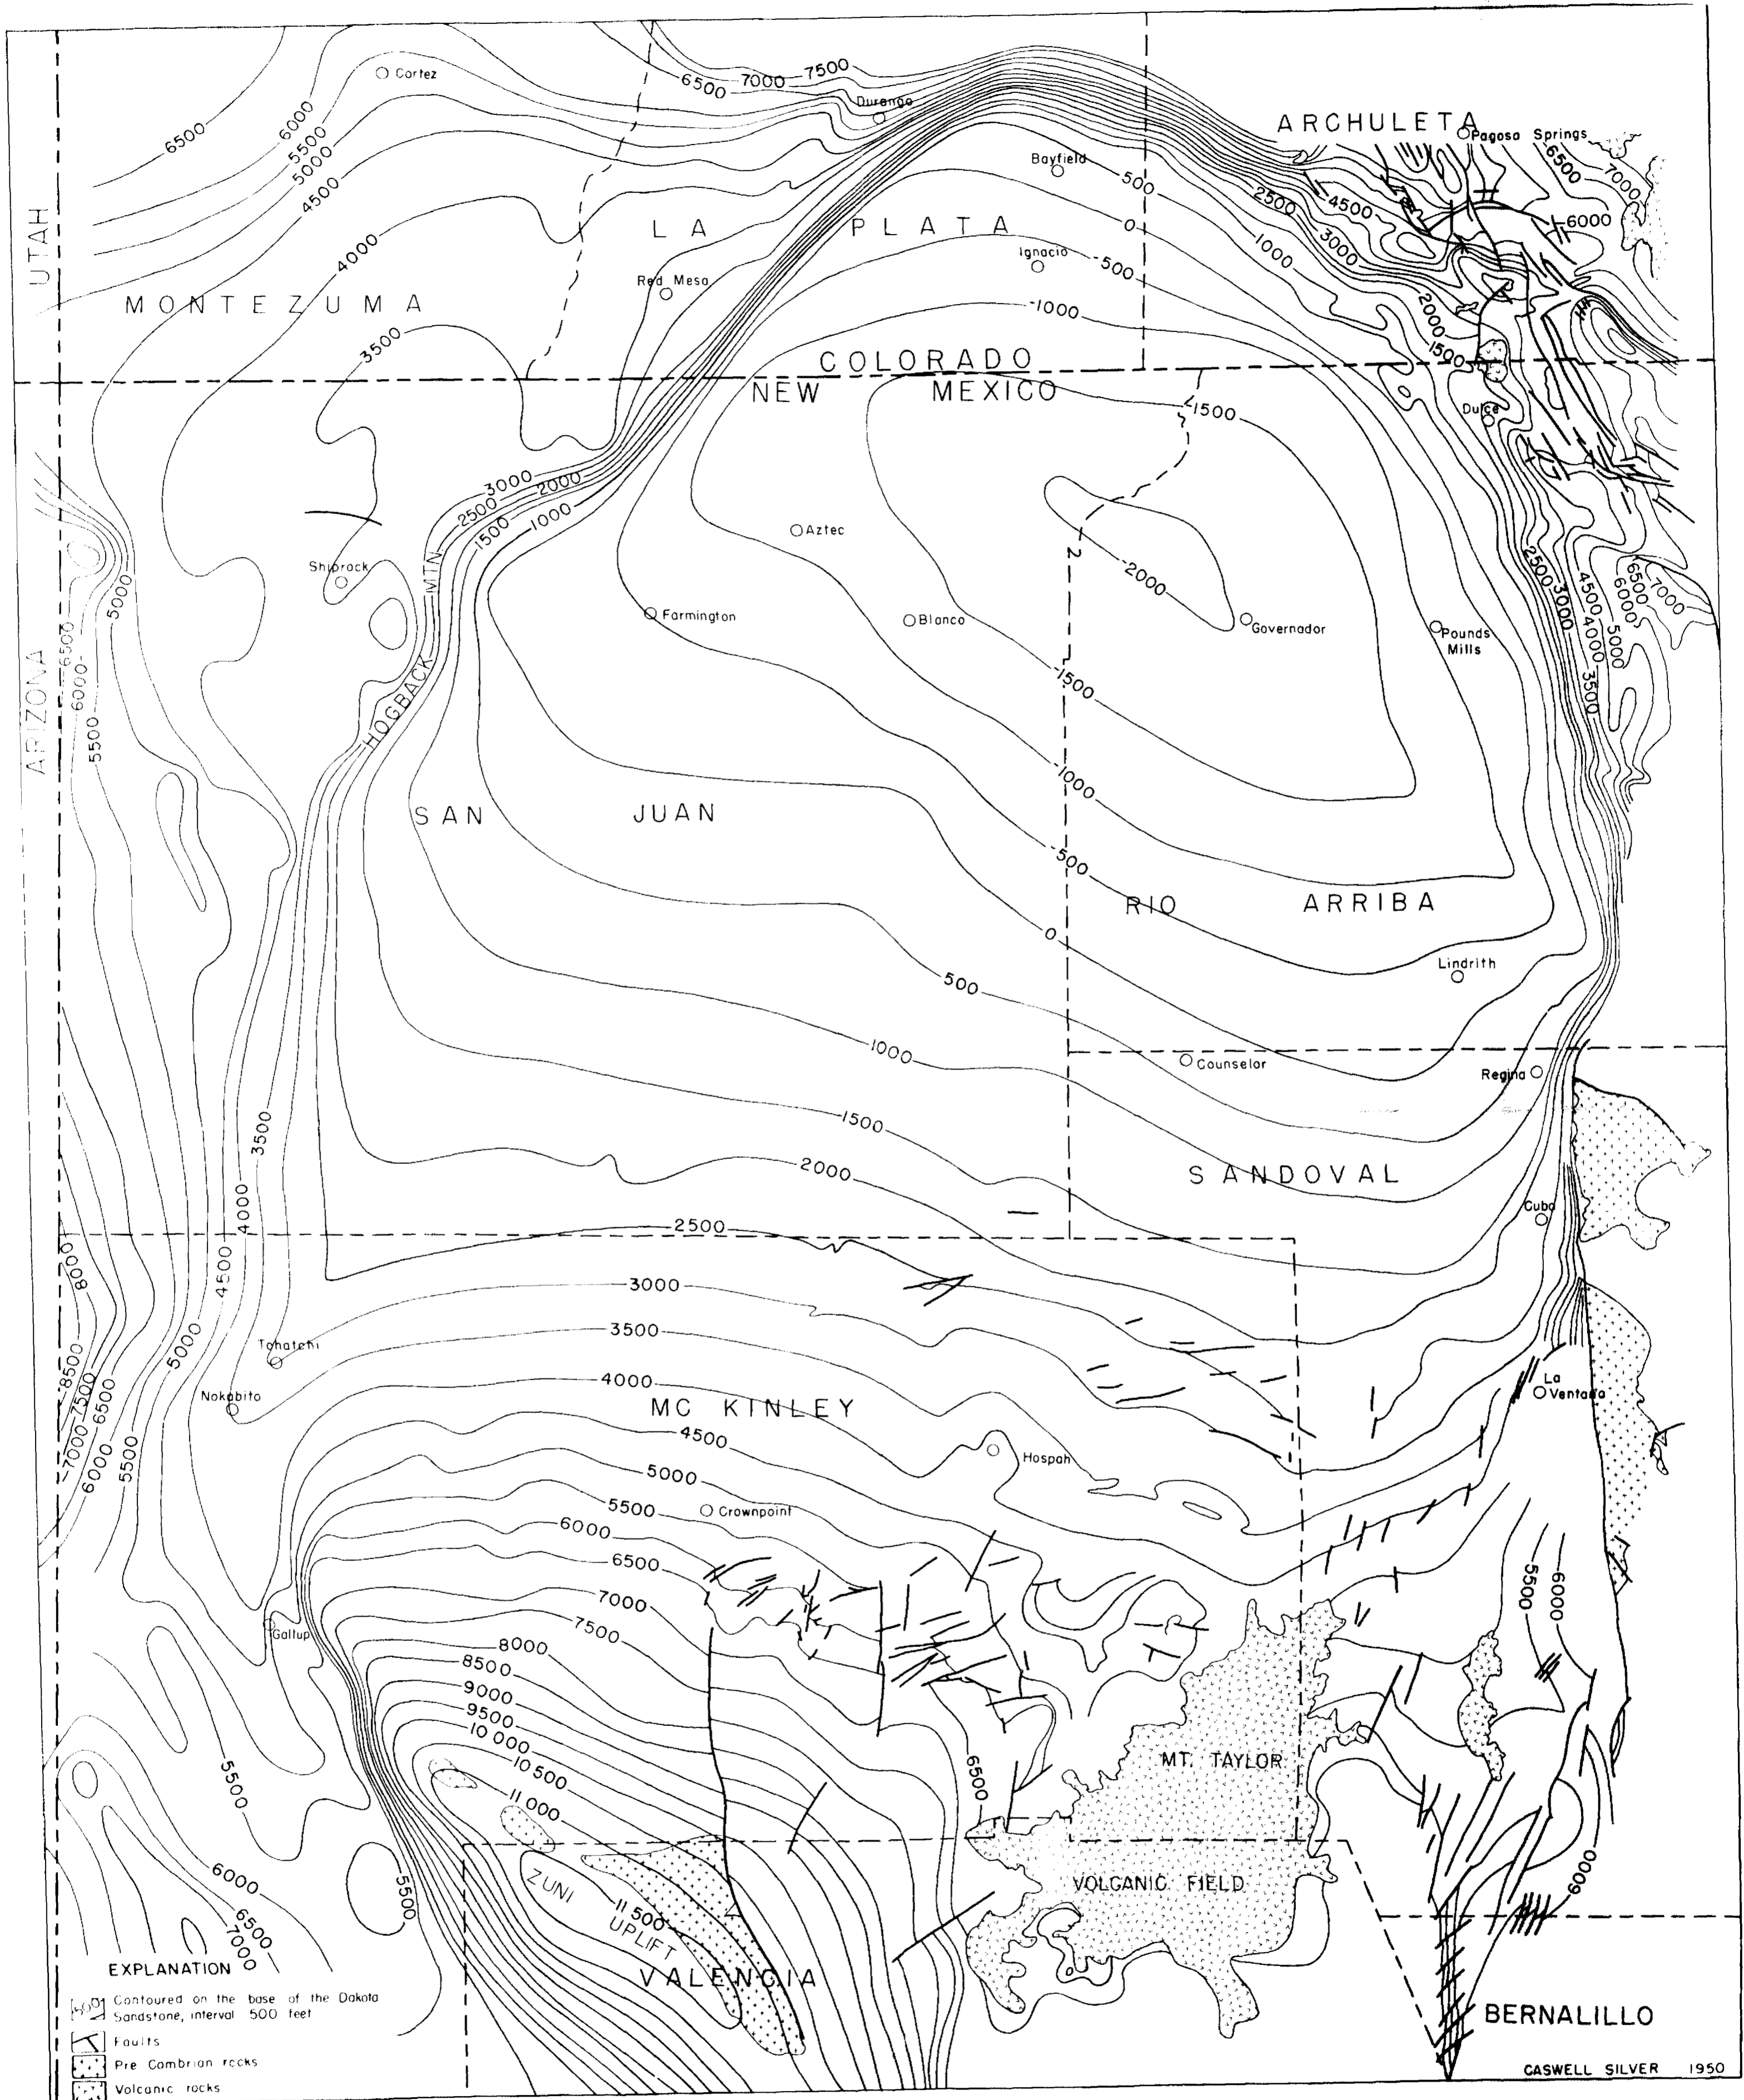 Cortez
6500
7000
7500
Durango
ARCHULETA
Pagosa Springs
6500
7000
6500
6000
5500
5000
4500
Bayfield
500
2500
4500
6000
UTAH
4000
LA PLATA
0
1000
3000
Red Mesa
Ignacio
-500
MONTEZUMA
-1000
2000
3500
1500
COLORADO
NEW MEXICO
-1500
Dulce
3000
2500
2000
1500
1000
Aztec
Shiprock
MTN
5000
-2000
2500
3000
4500
4000
6500
6000
7000
5000
3500
Farmington
Blanco
Governador
Pounds
Mills
ARIZONA
6500
6000
5500
HOGBACK
-1500
-1000
SAN JUAN
-500
RIO ARRIBA
0
Lindrith
500
1000
Counselor
Regina
3500
1500
2000
SANDOVAL
4000
Cuba
2500
8000
4500
3000
3500
5000
Tohatchi
8500
7500
7000
6500
6000
5500
Nakabito
4000
MC KINLEY
La
Ventana
4500
Hospah
5000
5500
Crownpoint
6000
6500
5500
6000
7000
Gallup
7500
8000
8500
9000
9500
10 000
10 500
11 000
6500
MT. TAYLOR
5500
6000
5500
ZUNI
UPLIFT
11 500
VOLCANIC FIELD
6000
6500
7000
VALENCIA
EXPLANATION
Contoured on the base of the Dakota
Sandstone, interval 500 feet
Faults
Pre Cambrian rocks
Volcanic rocks
BERNALILLO
CASWELL SILVER 1950